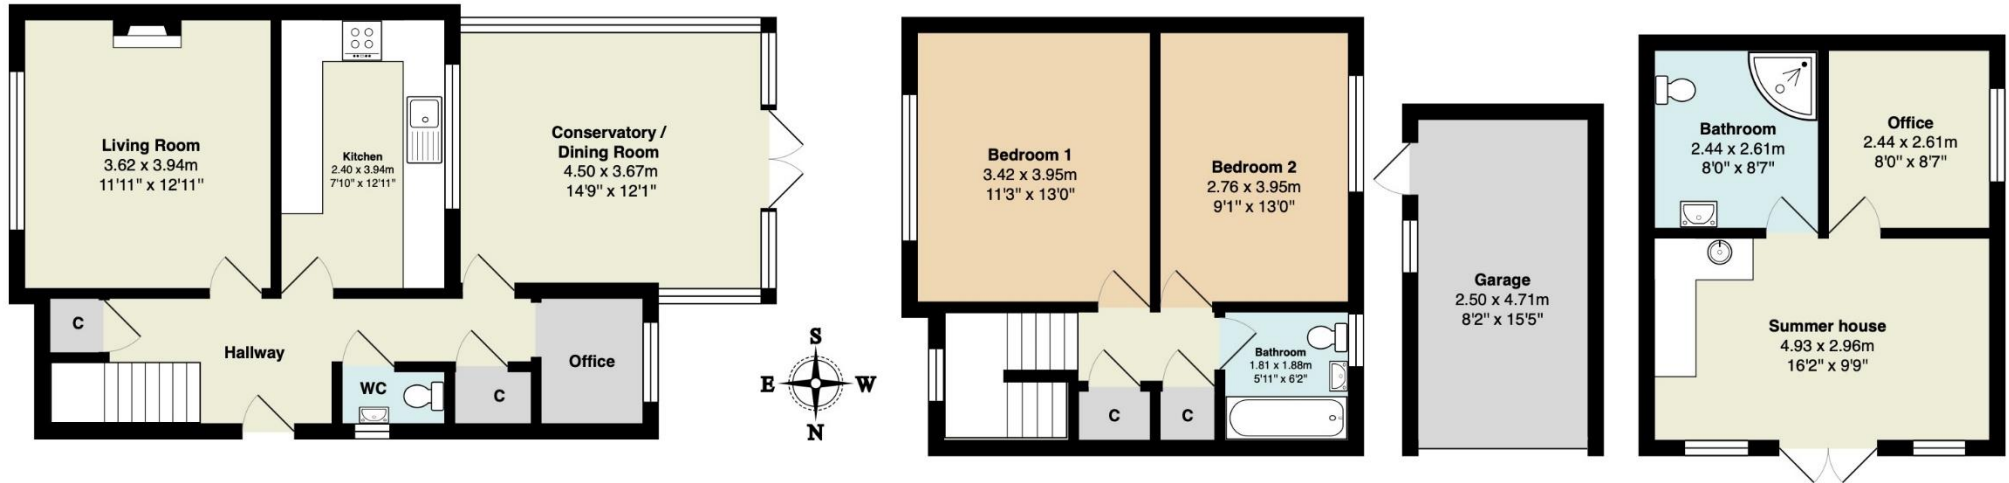 Living Room
3.62 x 3.94m
11'11" x 12'11"
Kitchen
2.40 x 3.94m
7'10" x 12'11"
Conservatory /
Dining Room
4.50 x 3.67m
14'9" x 12'1"
C
Hallway
WC
C
Office
S
E
W
N
Bedroom 1
3.42 x 3.95m
11'3" x 13'0"
Bedroom 2
2.76 x 3.95m
9'1" x 13'0"
Bathroom
1.81 x 1.88m
5'11" x 6'2"
C
C
Garage
2.50 x 4.71m
8'2" x 15'5"
Bathroom
2.44 x 2.61m
8'0" x 8'7"
Office
2.44 x 2.61m
8'0" x 8'7"
Summer house
4.93 x 2.96m
16'2" x 9'9"